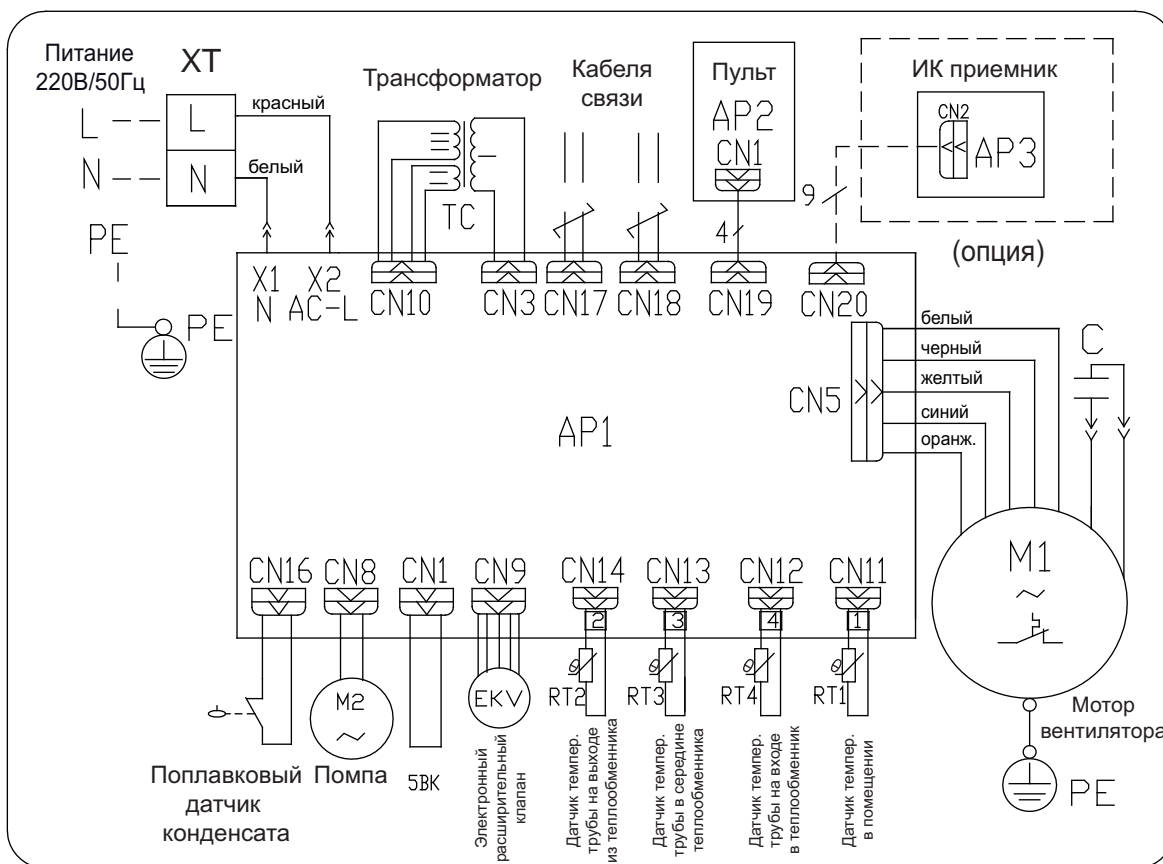 Питание
220В/50Гц
XT
Трансформатор
Кабеля
связи
Пульт
ИК приемник
L
L
красный
AP2
CN1
CN2
AP3
N
N
белый
TC
9
4
(опция)
PE
PE
X1
N
X2
AC-L
CN10
CN3
CN17
CN18
CN19
CN20
белый
черный
желтый
синий
оранж.
C
CN5
AP1
M1
~
CN16
CN8
CN1
CN9
CN14
CN13
CN12
CN11
2
3
4
1
RT2
RT3
RT4
RT1
M2
~
EKV
5BK
Поплавковый
датчик
конденсата
Помпа
Электронный
расширительный
клапан
Датчик темпер.
трубы на выходе
из теплообменника
Датчик темпер.
трубы в середине
теплообменника
Датчик темпер.
трубы на входе
в теплообменник
Датчик темпер.
в помещении
Мотор
вентилятора
PE